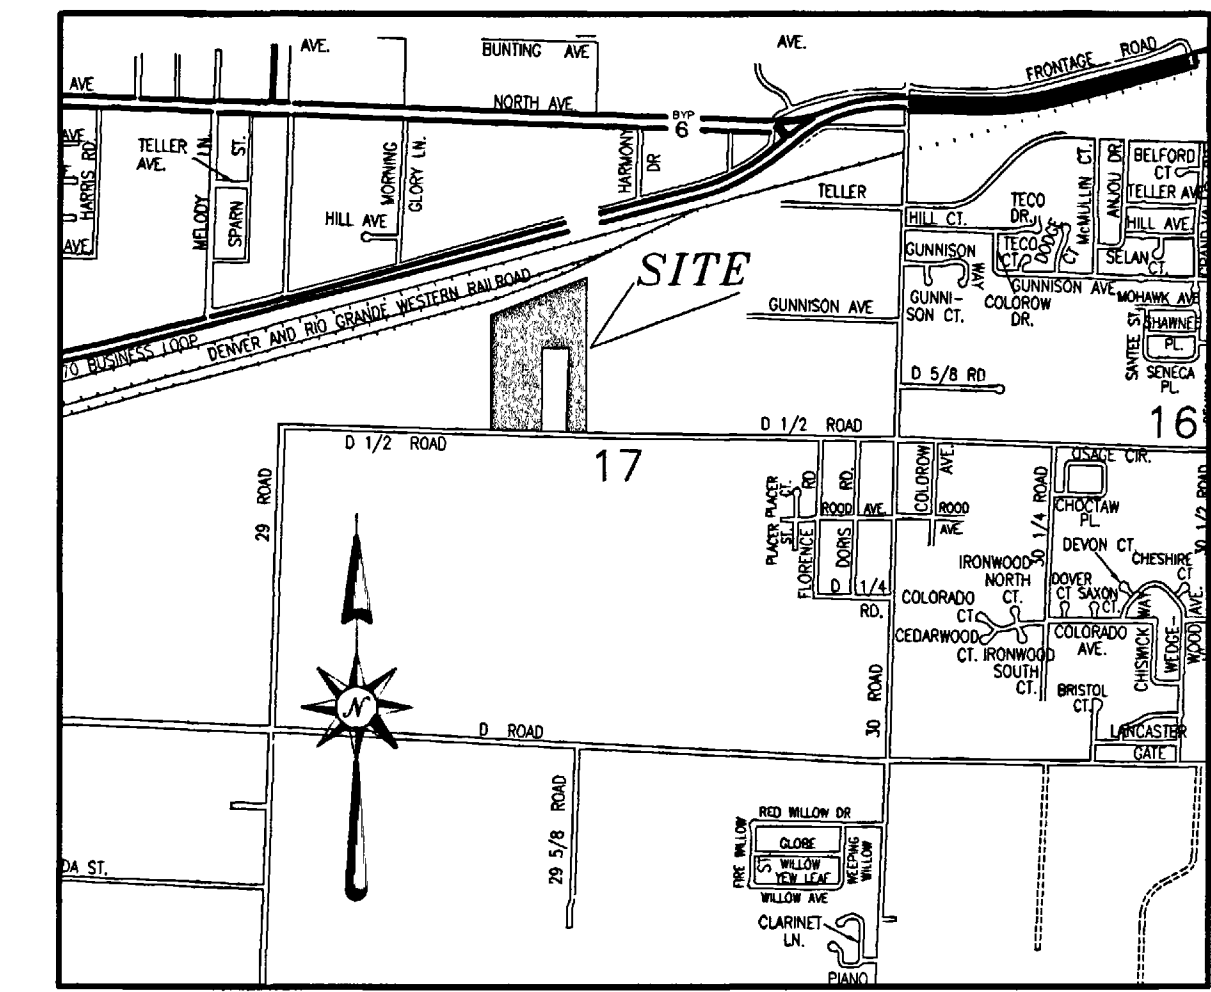 AVE.
BUNTING AVE
AVE.
FRONTAGE ROAD
AVE
NORTH AVE.
BYP
6
AVE.
HARRIS RD.
AVE.
TELLER
AVE.
MELODY LN.
SPARN ST.
MORNING
GLORY LN.
HILL AVE
HARMONY
DR
TELLER
HILL CT.
TECO
DR.
McMULLIN CT.
ANJOU DR.
BELFORD
CT
TELLER AVE
HILL AVE.
GUNNISON
WAY
TECO
CT.
DODGE
CT
SELAN
CT.
GUNNISON AVE
MOHAWK AVE
SITE
70 BUSINESS LOOP
DENVER AND RIO GRANDE WESTERN RAILROAD
GUNNISON AVE
GUNNI-
SON CT.
COLOROW
DR.
SANTEE ST.
SHAWNEE
PL.
SENECA
PL.
D 5/8 RD
16
D 1/2 ROAD
D 1/2 ROAD
17
29 ROAD
PLACER
CT.
PLACER
ST.
FLORENCE RD
DORIS RD.
ROOD AVE.
COLOROW AVE.
ROOD
AVE.
D 1/4
RD.
30 1/4 ROAD
OSAGE CIR.
CHOCTAW
PL.
30 1/2 ROAD
DEVON CT.
CHESHIRE
CT
IRONWOOD
NORTH
CT.
DOVER
CT
SAXON
CT.
COLORADO
CT.
CEDARWOOD
CT.
IRONWOOD
SOUTH
CT.
COLORADO
AVE.
CHISWICK WAY
WEDGE-
WOOD AVE.
BRISTOL
CT.
30 ROAD
N
D ROAD
LANCASTER
GATE
29 5/8 ROAD
RED WILLOW DR
FIRE WILLOW
ST
GLOBE
WILLOW
YEW LEAF
WEEPING
WILLOW
WILLOW AVE
DA ST.
CLARINET
LN.
PIANO